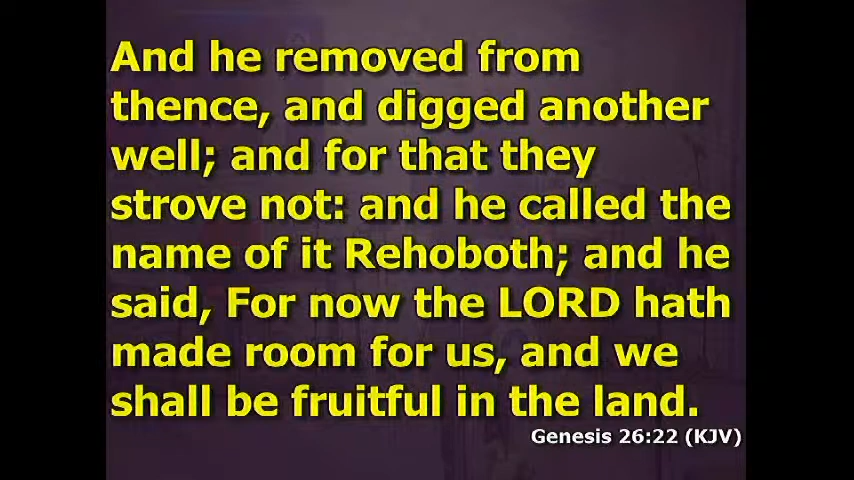 And he removed from
thence, and digged another
well; and for that they
strove not: and he called the
name of it Rehoboth; and he
said, For now the LORD hath
made room for us, and we
shall be fruitful in the land.
Genesis 26:22 (KJV)